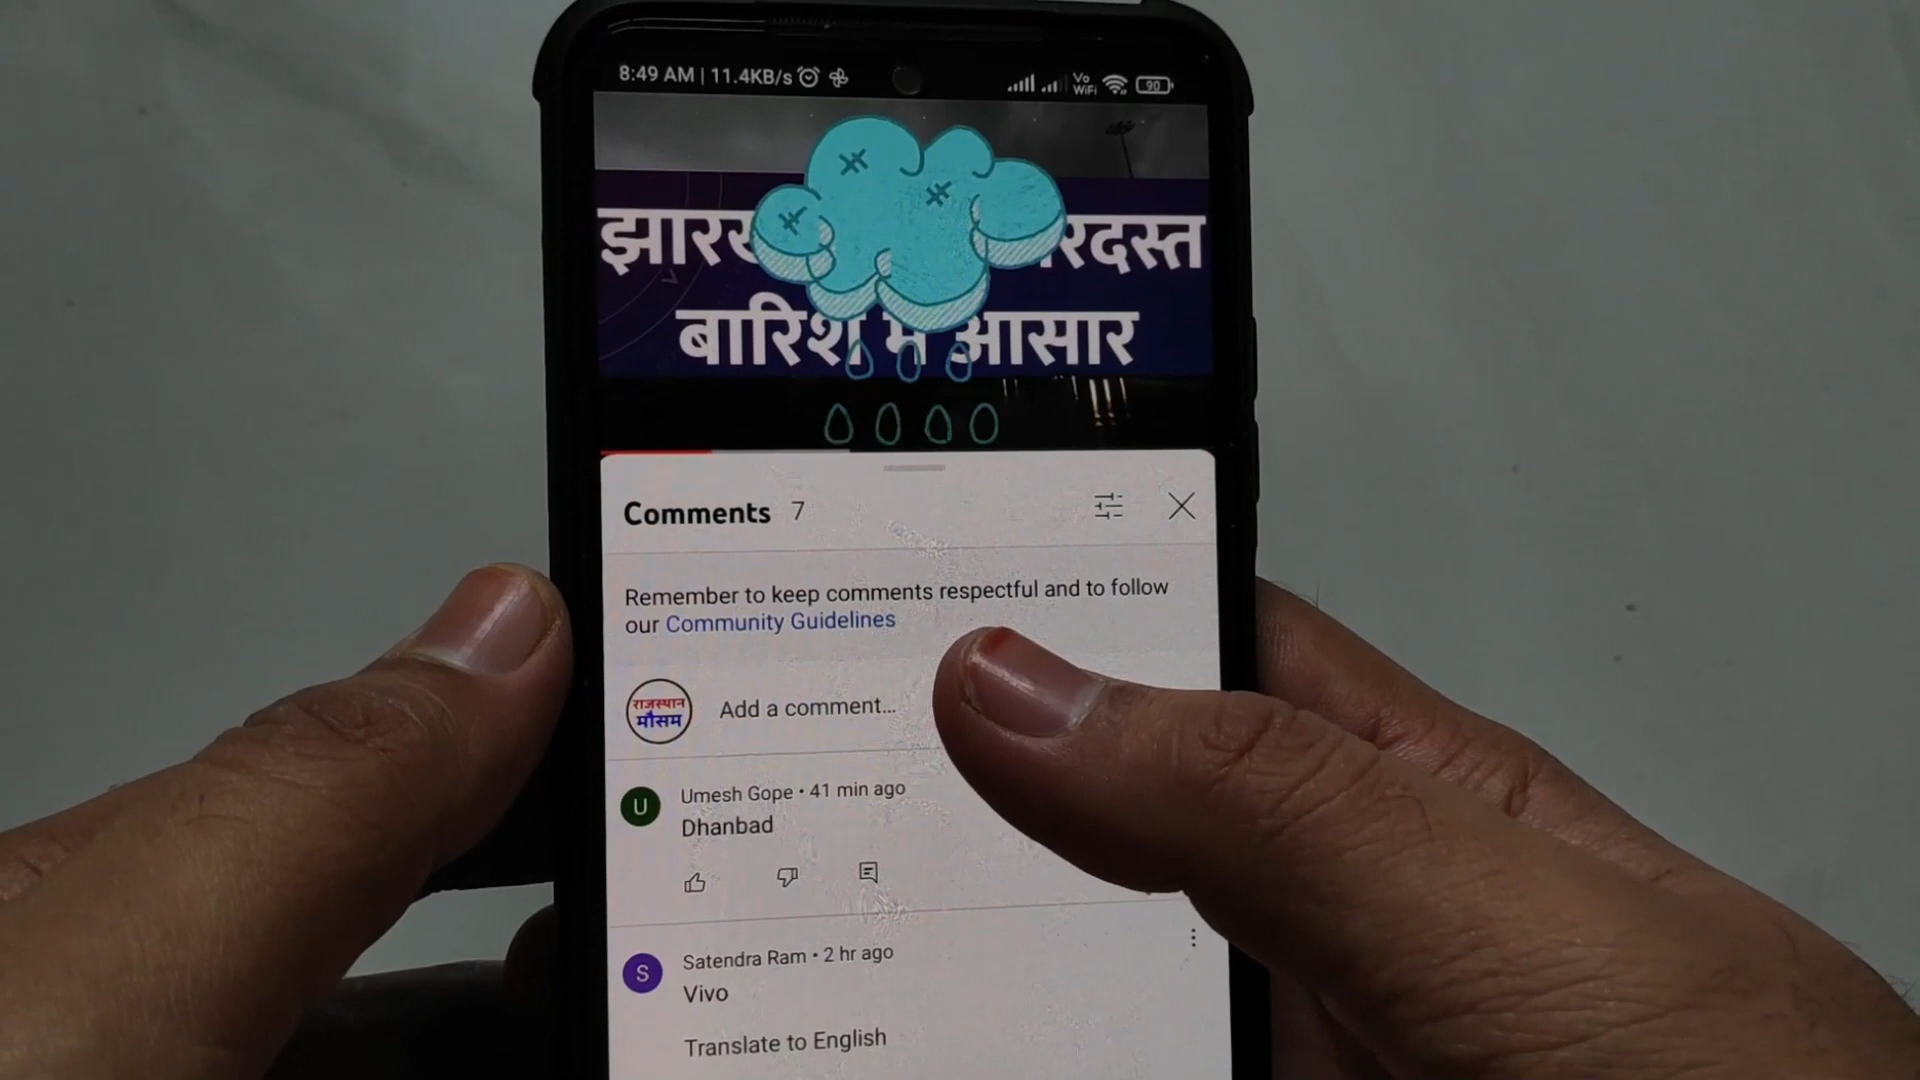 8:49 AM | 11.4KB/s
Vo
WiFi
90
बारिश में आसार
Comments 7
Remember to keep comments respectful and to follow
our Community Guidelines
राजस्थान
मौसम
Add a comment...
U
Umesh Gope • 41 min ago
Dhanbad
S
Satendra Ram • 2 hr ago
Vivo
Translate to English